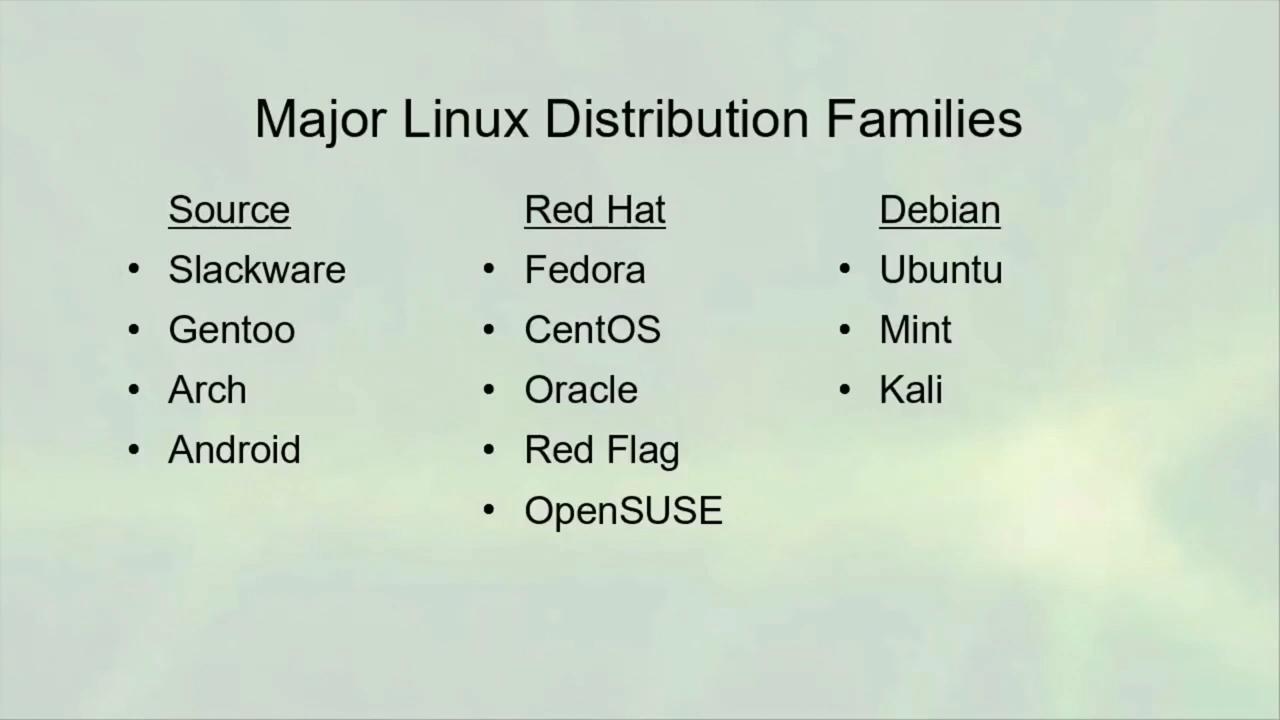 Major Linux Distribution Families
Source
• Slackware
• Gentoo
• Arch
• Android
Red Hat
• Fedora
• CentOS
• Oracle
• Red Flag
• OpenSUSE
Debian
• Ubuntu
• Mint
• Kali